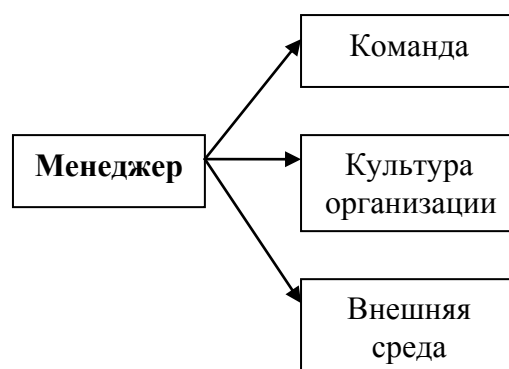 Команда
Менеджер
Культура
организации
Внешняя
среда